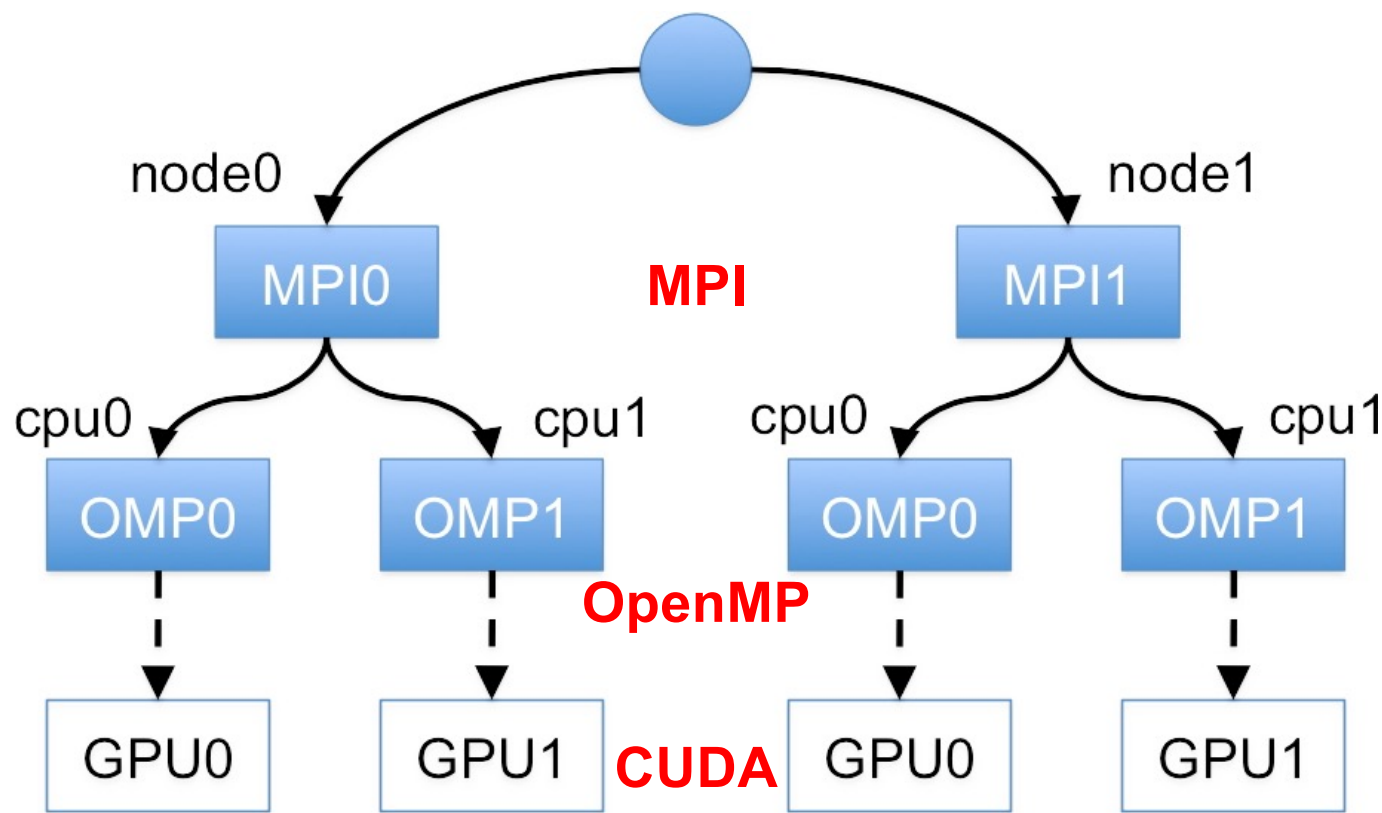 node0
node1
MPI0
MPI
MPI1
cpu0
cpu1
cpu0
cpu1
OMP0
OMP1
OMP0
OMP1
OpenMP
GPU0
GPU1
CUDA
GPU0
GPU1